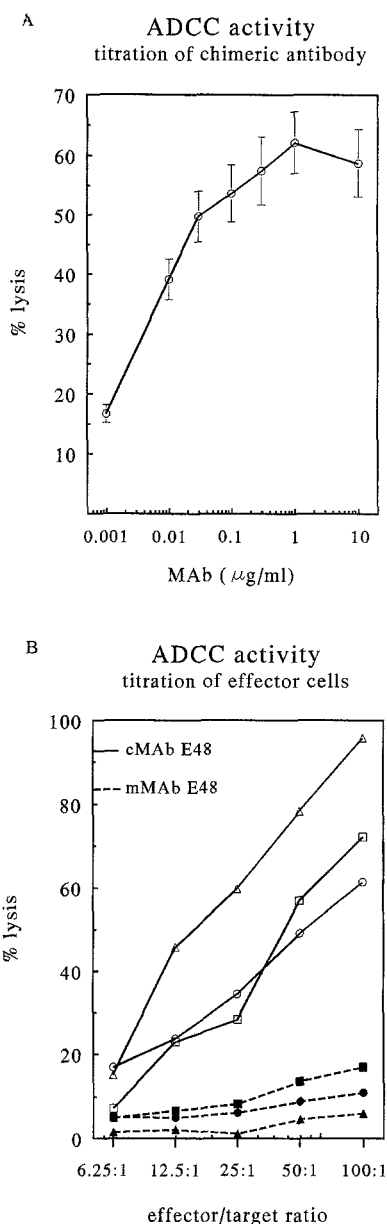 A
ADCC activity
titration of chimeric antibody
70
60
50
40
30
20
10
% lysis
0.001 0.01 0.1 1 10
MAb ( μg/ml)
B
ADCC activity
titration of effector cells
100
80
60
40
20
0
% lysis
cMAb E48
mMAb E48
6.25:1 12.5:1 25:1 50:1 100:1
effector/target ratio